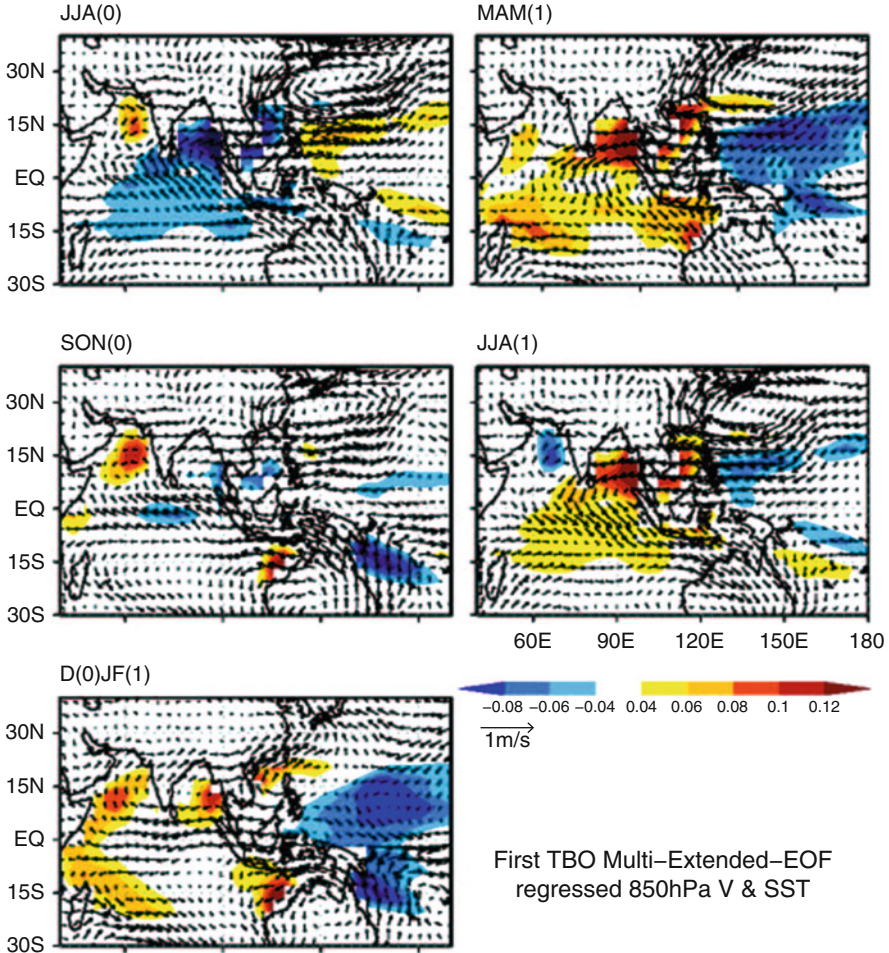 JJA(0)
MAM(1)
30N
15N
EQ
15S
30S
SON(0)
JJA(1)
30N
15N
EQ
15S
30S
60E 90E 120E 150E 180
D(0)JF(1)
−0.08 −0.06 −0.04 0.04 0.06 0.08 0.1 0.12
1m/s
30N
15N
EQ
15S
30S
First TBO Multi−Extended−EOF
regressed 850hPa V & SST